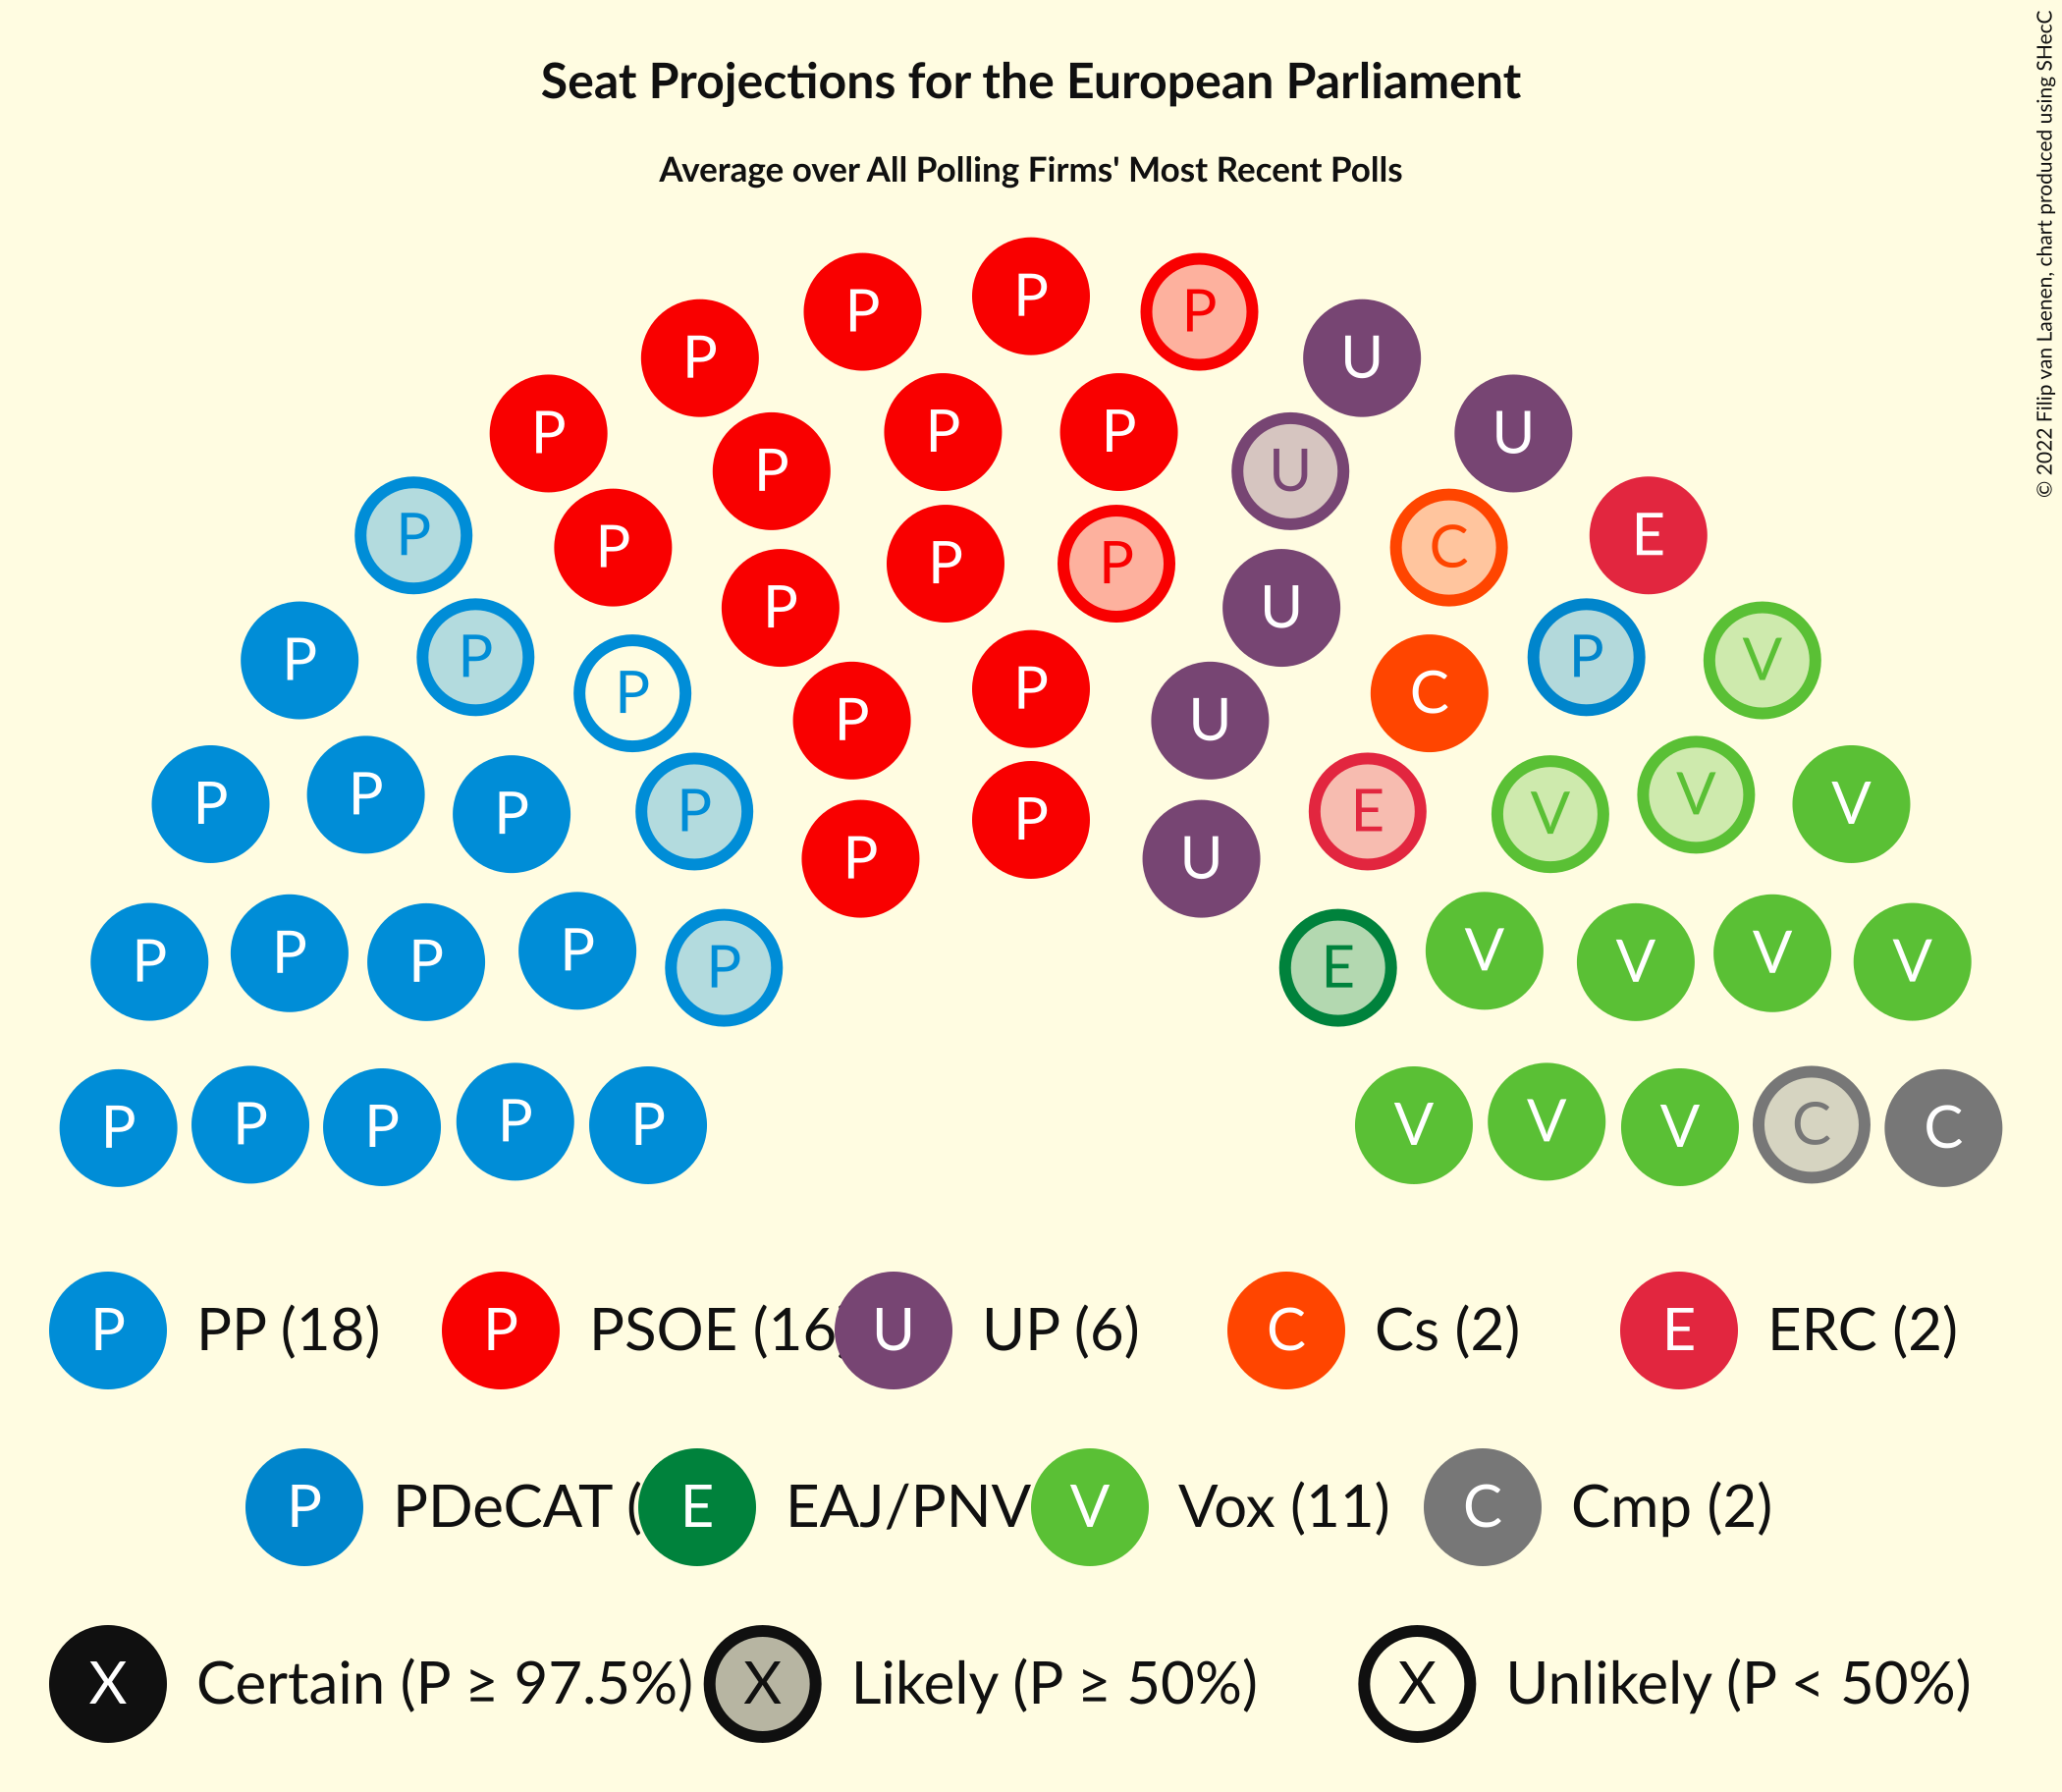 Seat Projections for the European Parliament
Average over All Polling Firms' Most Recent Polls
© 2022 Filip van Laenen, chart produced using SHecC
P P P
P P
P U
P P P U U
P P C E
P P P P U
P P P P V
P P C
P P U
P P P P P E V V V
P P U
P P P P P E V V V V
P P P P P V V V C C
P PP (18) P PSOE (16 U UP (6) C Cs (2) E ERC (2)
P PDeCAT ( E EAJ/PNV V Vox (11) C Cmp (2)
X Certain (P ≥ 97.5%) X Likely (P ≥ 50%) X Unlikely (P < 50%)